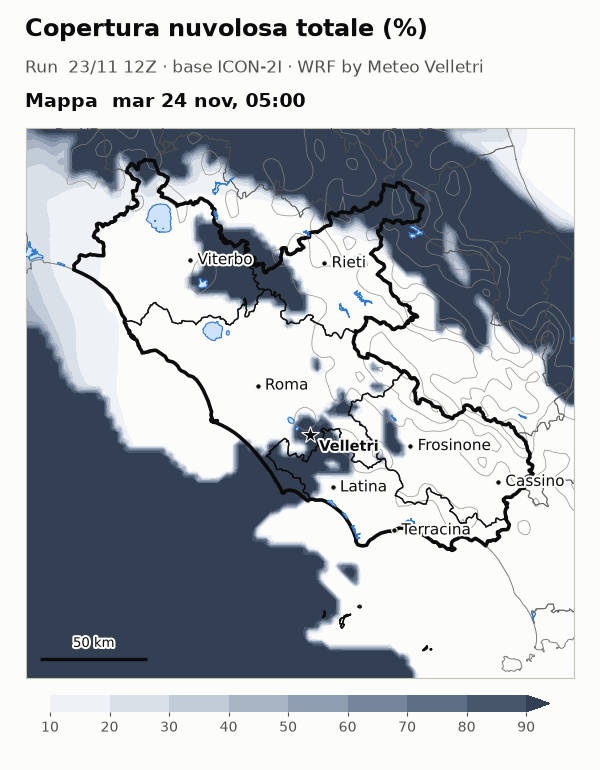 Copertura nuvolosa totale (%)
Run  23/11 12Z · base ICON-2I · WRF by Meteo Velletri
Mappa  mar 24 nov, 05:00
Viterbo
Rieti
Roma
Velletri
Frosinone
Cassino
Latina
Terracina
50 km
10 20 30 40 50 60 70 80 90